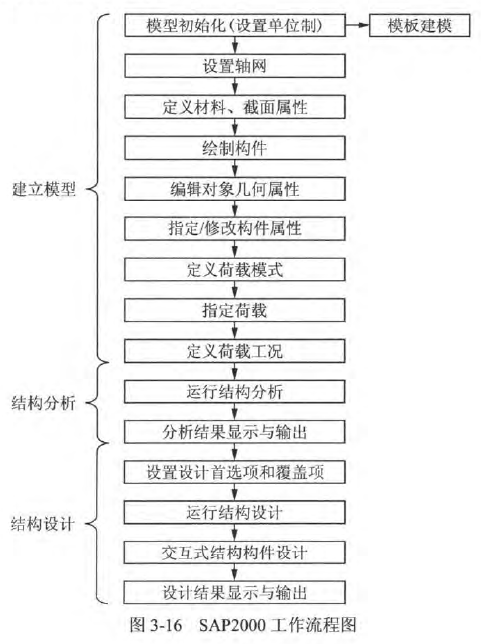 模型初始化(设置单位制)
模板建模
设置轴网
定义材料、截面属性
绘制构件
建立模型
编辑对象几何属性
指定/修改构件属性
定义荷载模式
指定荷载
定义荷载工况
结构分析
运行结构分析
分析结果显示与输出
设置设计首选项和覆盖项
结构设计
运行结构设计
交互式结构构件设计
设计结果显示与输出
图 3-16 SAP2000 工作流程图